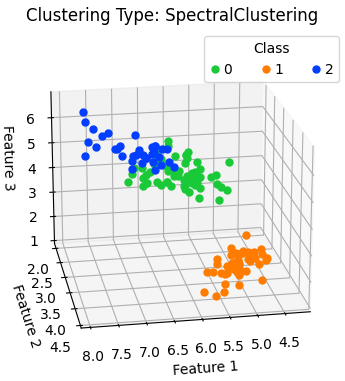 Clustering Type: SpectralClustering
Class
0 1 2
Feature 3
6
5
4
3
2
1
2.0
2.5
3.0
3.5
4.0
4.5
Feature 2
8.0 7.5 7.0 6.5 6.0 5.5 5.0 4.5
Feature 1